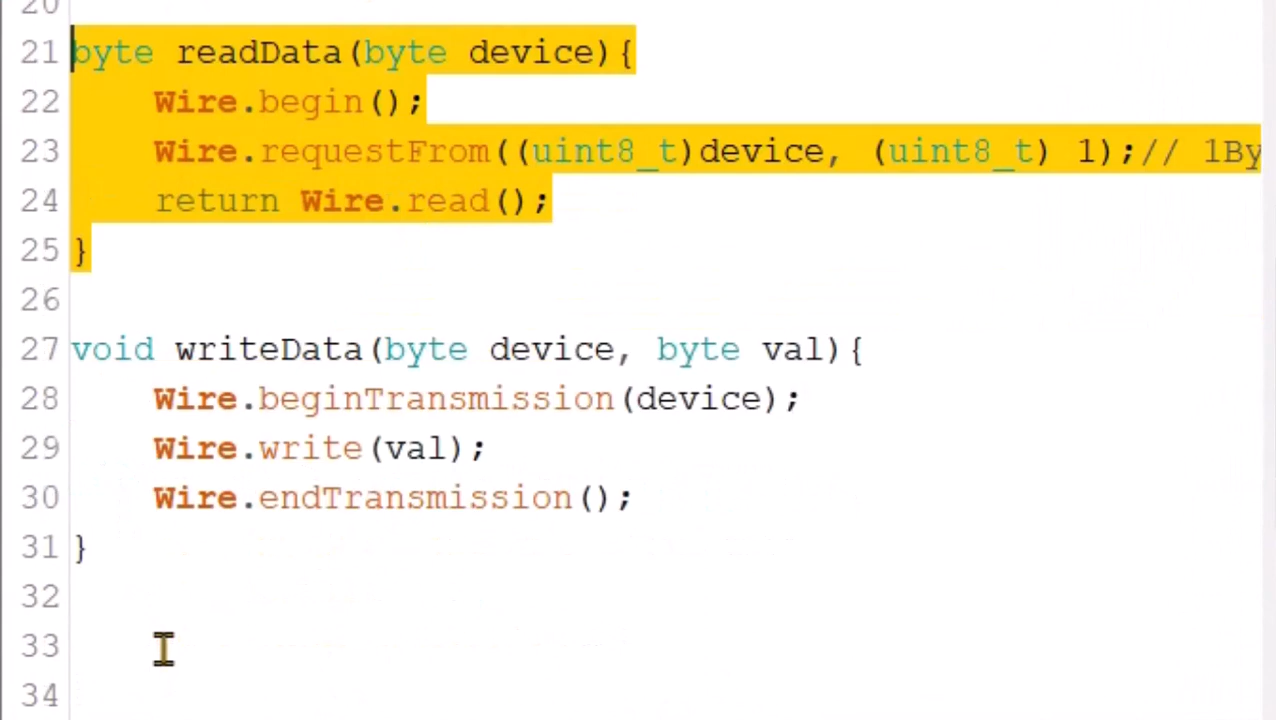 20
21 byte readData(byte device){
22 Wire.begin();
23 Wire.requestFrom((uint8_t)device, (uint8_t) 1);// 1By
24 return Wire.read();
25 }
26
27 void writeData(byte device, byte val){
28 Wire.beginTransmission(device);
29 Wire.write(val);
30 Wire.endTransmission();
31 }
32
33
34